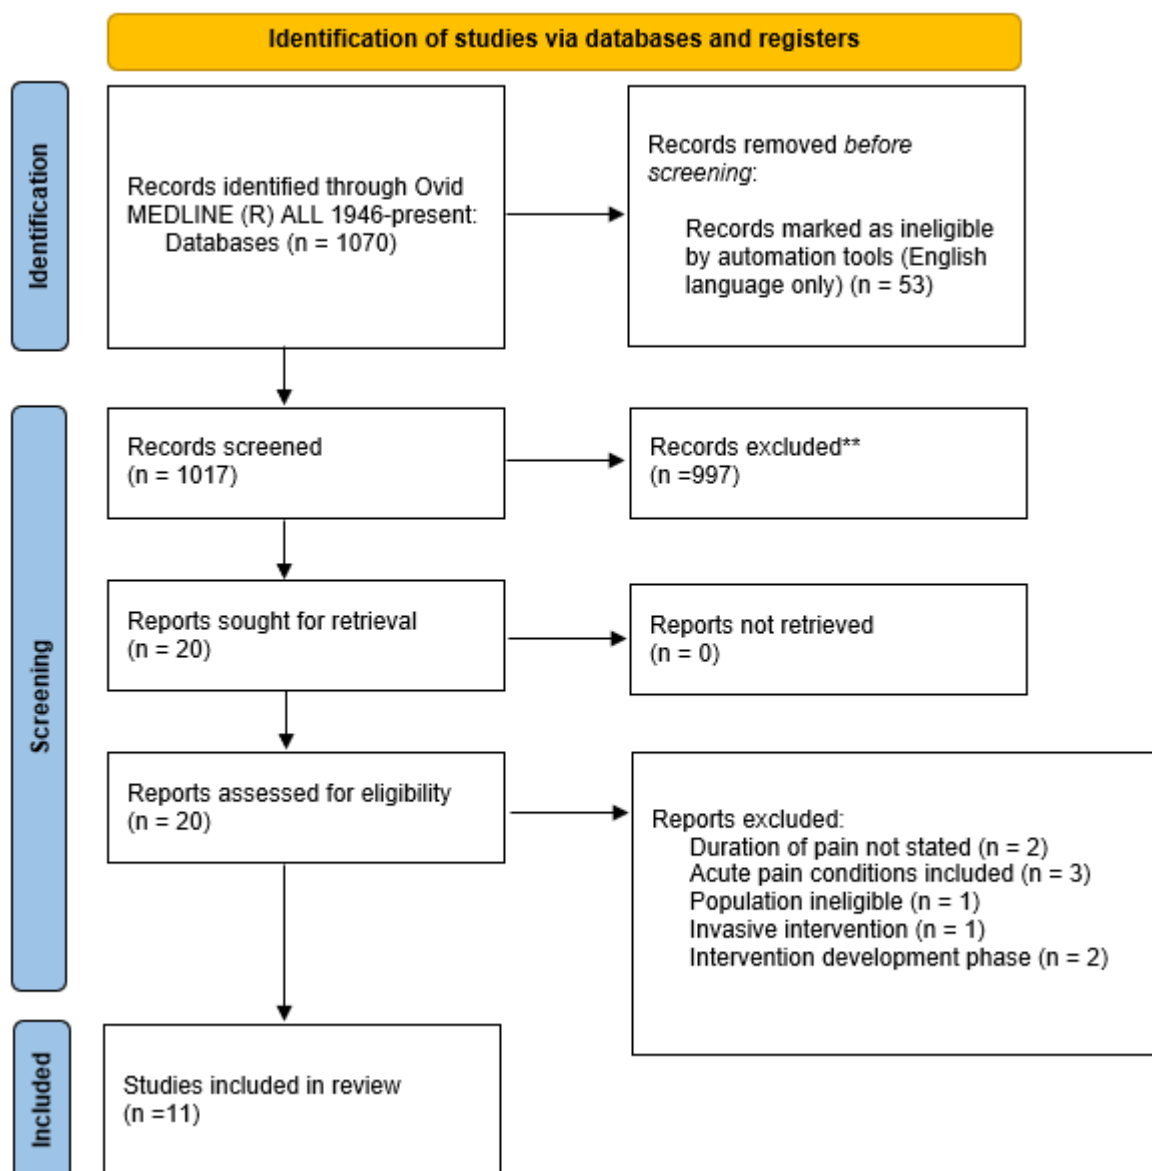 Identification of studies via databases and registers
Identification
Records identified through Ovid
MEDLINE (R) ALL 1946-present:
Databases (n = 1070)
Records removed before
screening:
Records marked as ineligible
by automation tools (English
language only) (n = 53)
Screening
Records screened
(n = 1017)
Records excluded**
(n =997)
Reports sought for retrieval
(n = 20)
Reports not retrieved
(n = 0)
Reports assessed for eligibility
(n = 20)
Reports excluded:
Duration of pain not stated (n = 2)
Acute pain conditions included (n = 3)
Population ineligible (n = 1)
Invasive intervention (n = 1)
Intervention development phase (n = 2)
Included
Studies included in review
(n =11)